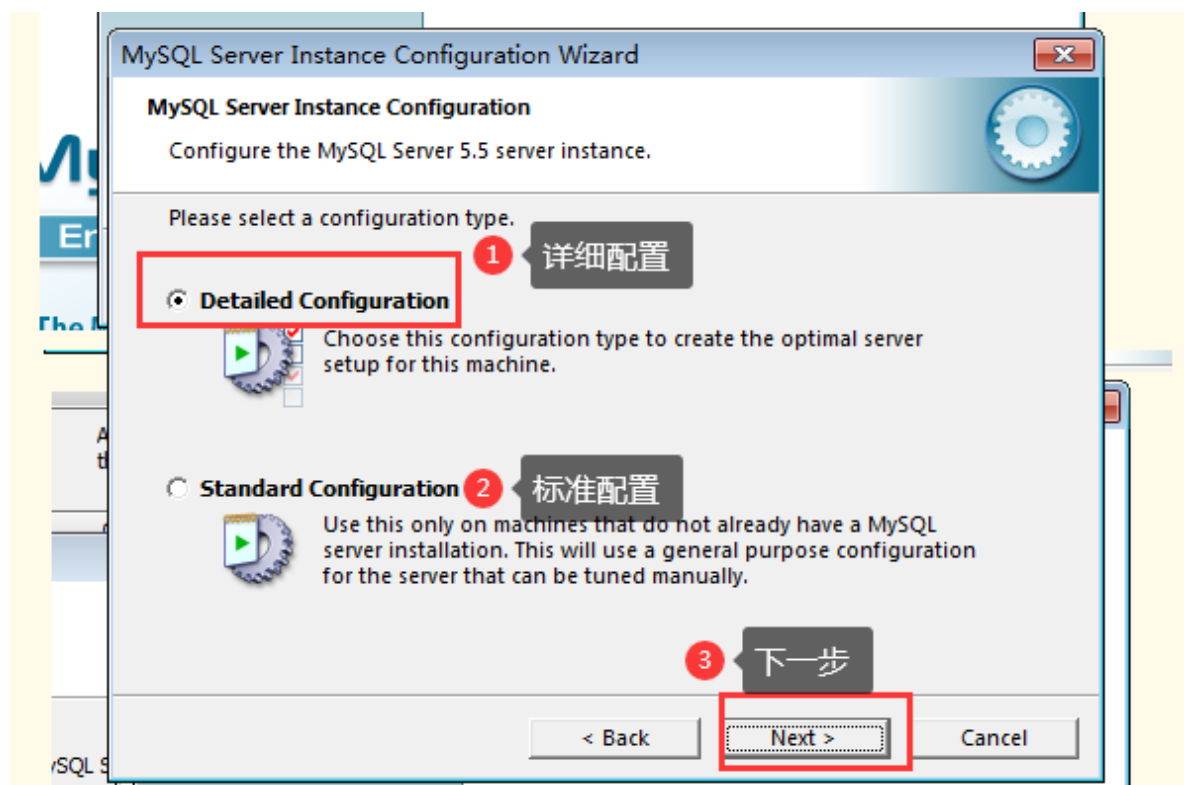 MySQL Server Instance Configuration Wizard
MySQL Server Instance Configuration
Configure the MySQL Server 5.5 server instance.
My
Er
Please select a configuration type.
1 详细配置
Detailed Configuration
The
Choose this configuration type to create the optimal server
setup for this machine.
Standard Configuration 2 标准配置
Use this only on machines that do not already have a MySQL
server installation. This will use a general purpose configuration
for the server that can be tuned manually.
3 下一步
< Back
Next >
Cancel
ySQL S